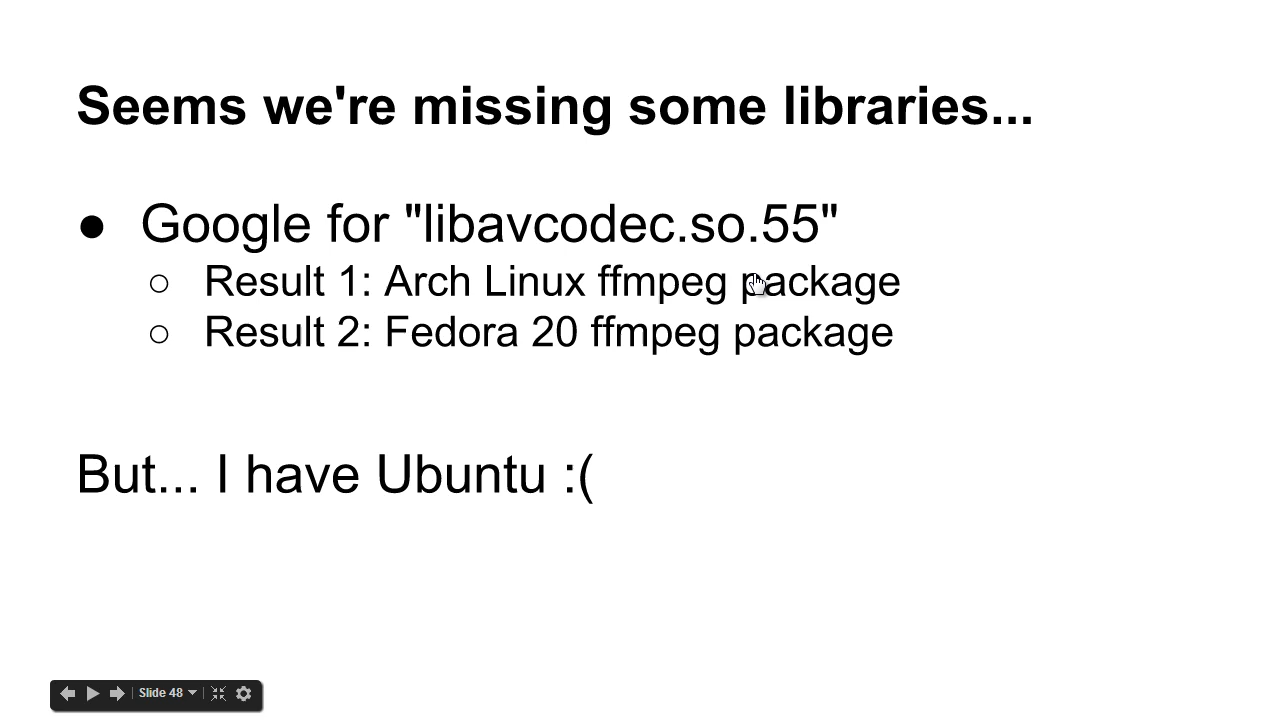 Seems we're missing some libraries...
● Google for "libavcodec.so.55"
○ Result 1: Arch Linux ffmpeg package
○ Result 2: Fedora 20 ffmpeg package
But... I have Ubuntu :(
Slide 48